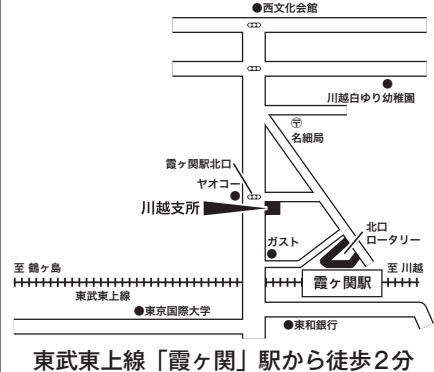 ●西文化会館
川越白ゆり幼稚園
〒
名細局
霞ヶ関駅北口
ヤオコー
川越支所
北口
ロータリー
ガスト
至 鶴ヶ島
至 川越
霞ヶ関駅
東武東上線
●東京国際大学
●東和銀行
東武東上線「霞ヶ関」駅から徒歩2分